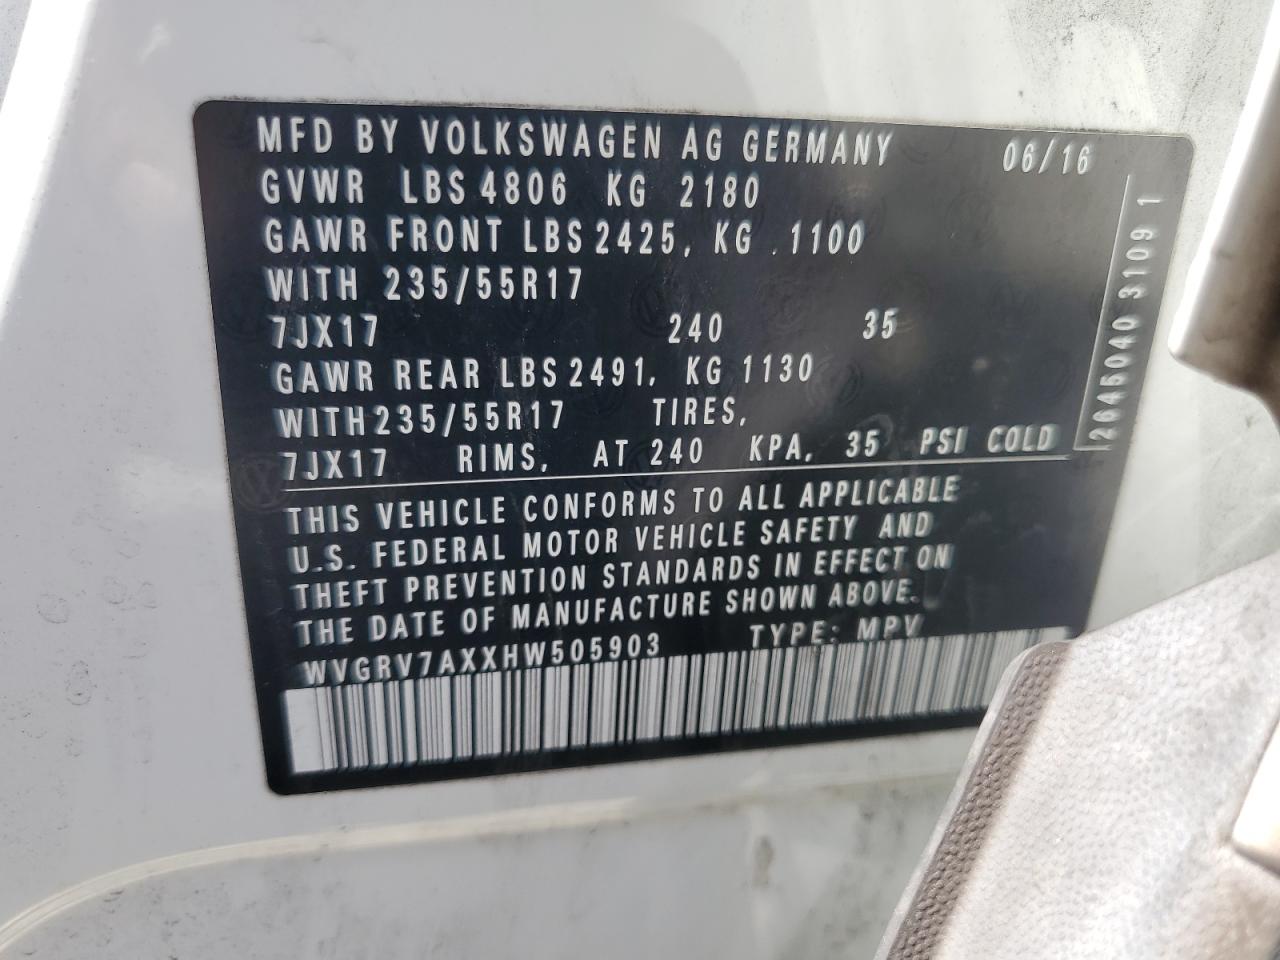 MFD BY VOLKSWAGEN AG GERMANY 06/16
GVWR LBS 4806 KG 2180
GAWR FRONT LBS 2425, KG .1100
WITH 235/55R17
7JX17 240 35
GAWR REAR LBS 2491, KG 1130
WITH 235/55R17 TIRES,
7JX17 RIMS, AT 240 KPA, 35 PSI COLD
THIS VEHICLE CONFORMS TO ALL APPLICABLE
U.S. FEDERAL MOTOR VEHICLE SAFETY AND
THEFT PREVENTION STANDARDS IN EFFECT ON
THE DATE OF MANUFACTURE SHOWN ABOVE.
WVGRV7AXXHW505903 TYPE: MPV
2645040 3109 1